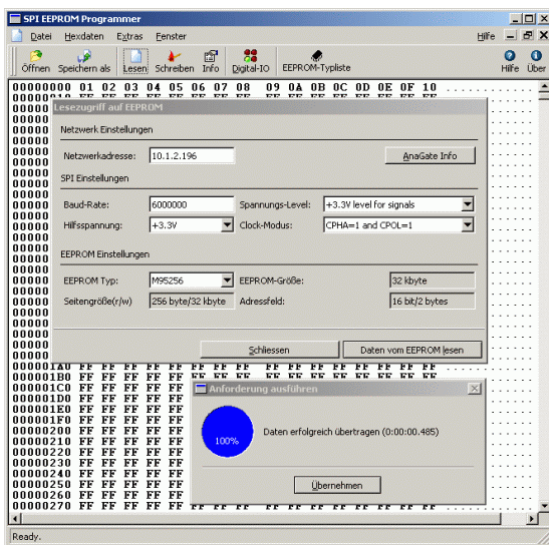 SPI EEPROM Programmer
Datei Hexdaten Extras Fenster Hilfe
Öffnen Speichern als Lesen Schreiben Info Digital-IO EEPROM-Typliste Hilfe Über
00000000 01 02 03 04 05 06 07 08 09 0A 0B 0C 0D 0E 0F 10
Lesezugriff auf EEPROM
Netzwerk Einstellungen
Netzwerkadresse: 10.1.2.196 AnaGate Info
SPI Einstellungen
Baud-Rate: 6000000 Spannungs-Level: +3.3V level for signals
Hilfsspannung: +3.3V Clock-Modus: CPHA=1 and CPOL=1
EEPROM Einstellungen
EEPROM Typ: M95256 EEPROM-Größe: 32 kbyte
Seitengröße(r/w) 256 byte/32 kbyte Adressfeld: 16 bit/2 bytes
Schliessen Daten vom EEPROM lesen
000001B0 FF FF FF FF FF FF FF FF FF FF FF FF FF FF FF FF
000001C0 FF FF FF FF FF
Anforderung ausführen
000001D0 FF FF FF FF FF
000001E0 FF FF FF FF FF
000001F0 FF FF FF FF FF
00000200 FF FF FF FF FF
Daten erfolgreich übertragen (0:00:00.485)
00000210 FF FF FF FF FF
100%
00000220 FF FF FF FF FF
00000230 FF FF FF FF FF
00000240 FF FF FF FF FF
00000250 FF FF FF FF FF
Übernehmen
00000260 FF FF FF FF FF
00000270 FF FF FF FF FF FF FF FF FF FF FF FF FF FF FF FF
Ready.